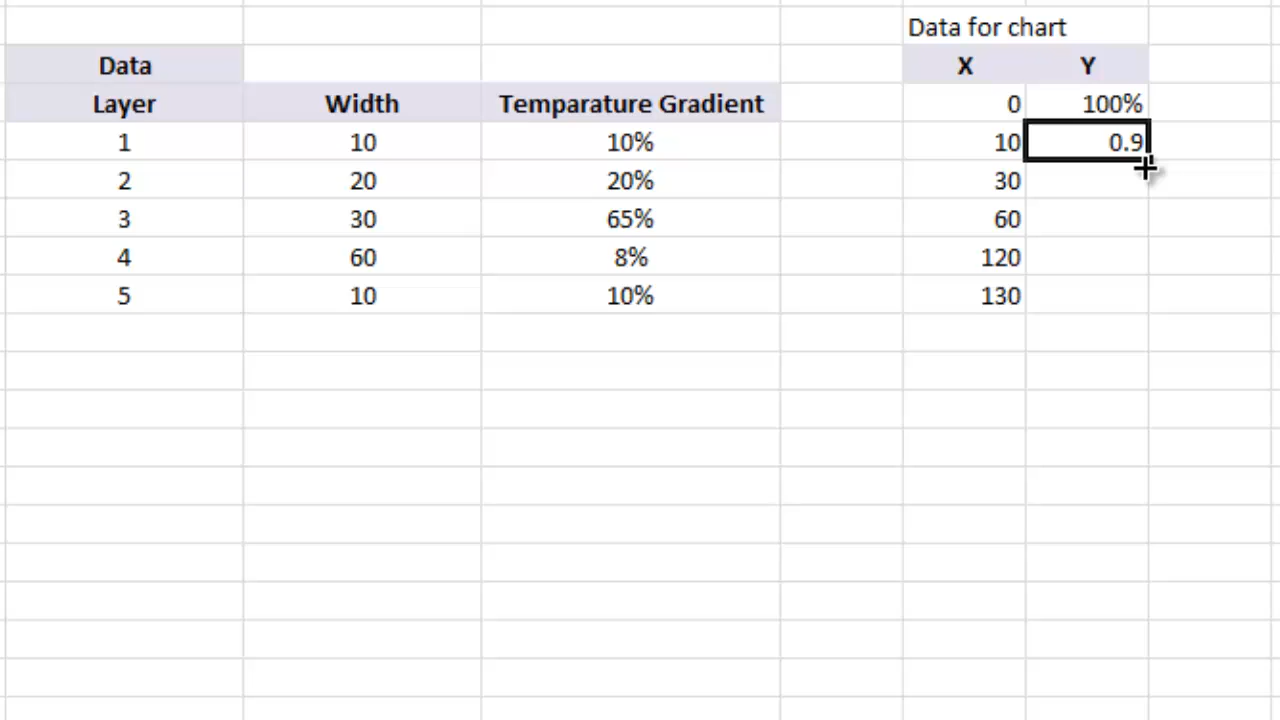 Data for chart
Data X Y
Layer Width Temparature Gradient 0 100%
1 10 10% 10 0.9
2 20 20% 30
3 30 65% 60
4 60 8% 120
5 10 10% 130